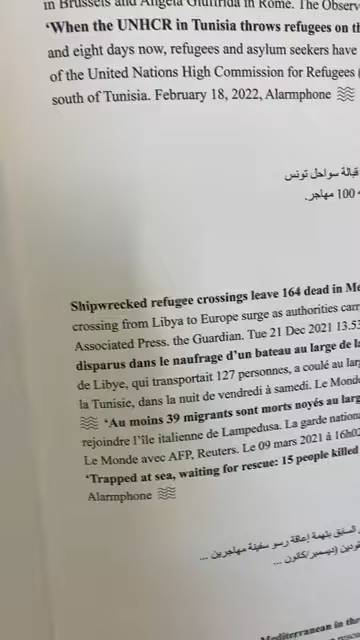 in Brussels and Angela Giuffrida in Rome. The Observ
‘When the UNHCR in Tunisia throws refugees on
and eight days now, refugees and asylum seekers have
of the United Nations High Commission for Refugees
south of Tunisia. February 18, 2022, Alarmphone
قبالة سواحل تونس
100 مهاجر.
Shipwrecked refugee crossings leave 164 dead in Me
crossing from Libya to Europe surge as authorities car
Associated Press. the Guardian. Tue 21 Dec 2021 13.53
disparus dans le naufrage d’un bateau au large de la
de Libye, qui transportait 127 personnes, a coulé au lar
la Tunisie, dans la nuit de vendredi à samedi. Le Mond
‘Au moins 39 migrants sont morts noyés au larg
rejoindre l’île italienne de Lampedusa. La garde nation
Le Monde avec AFP, Reuters. Le 09 mars 2021 à 16h02
‘Trapped at sea, waiting for rescue: 15 people killed
Alarmphone
السابق بتهمة إعاقة رسو سفينة مهاجرين ...
(ديسمبر/كانون ...
Mediterranean in the